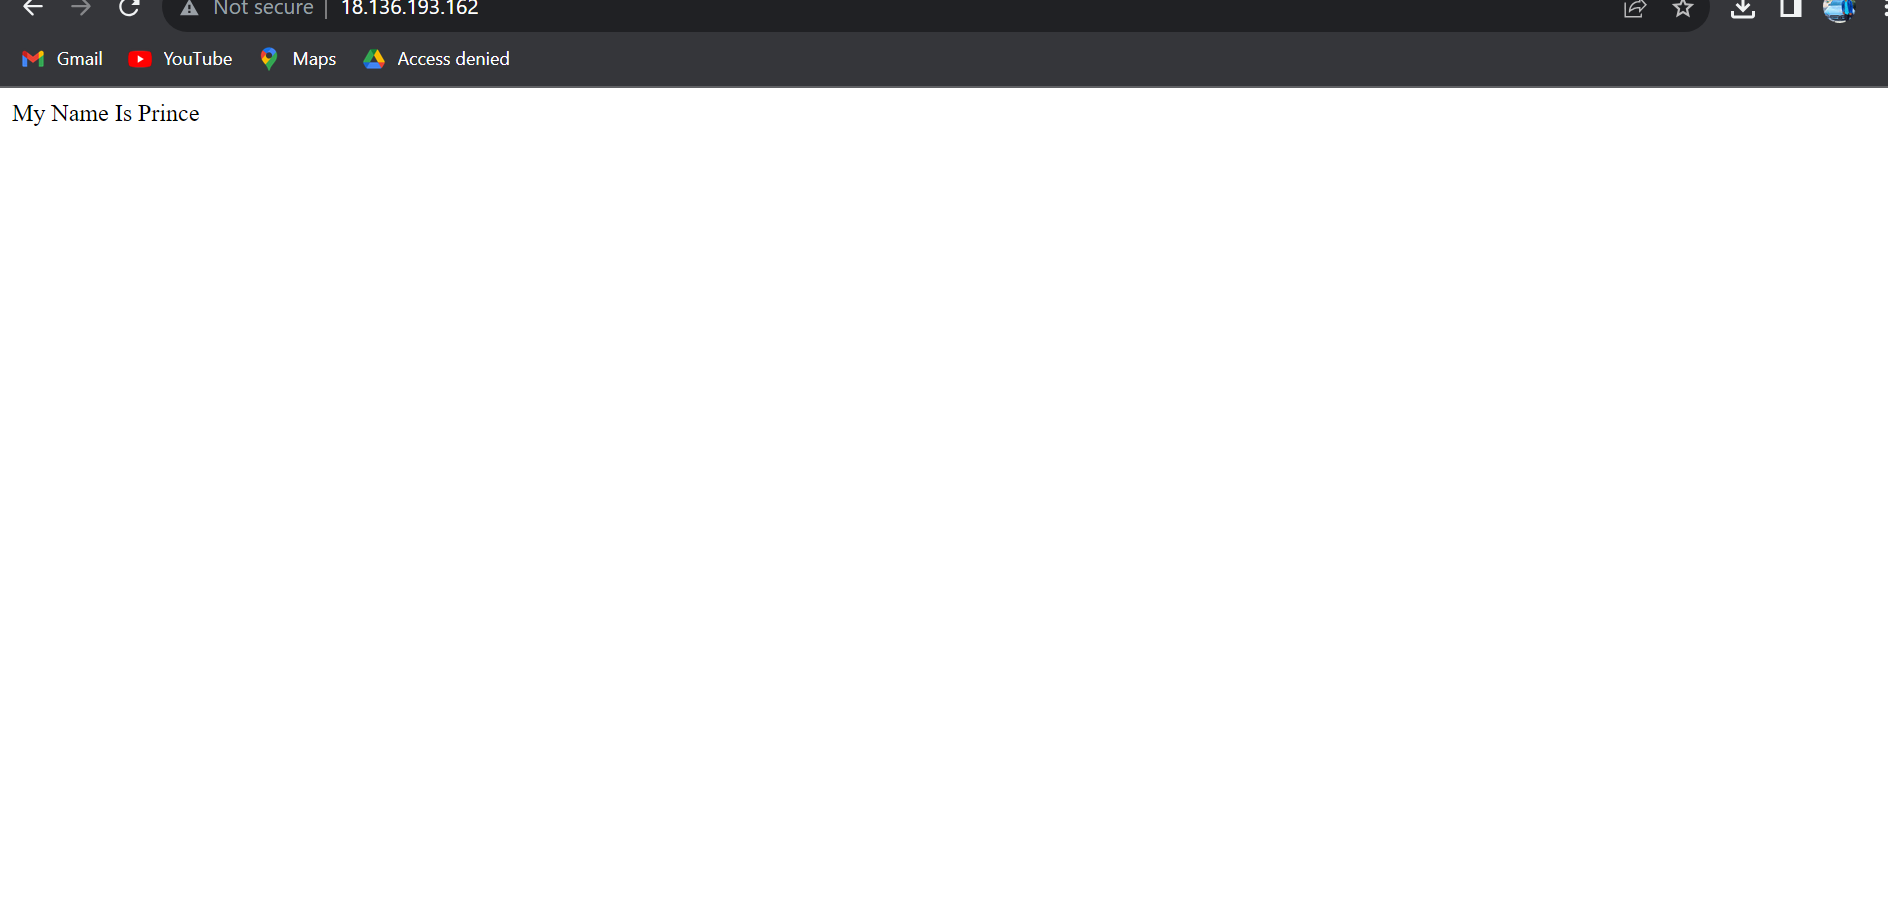 Not secure | 18.136.193.162
Gmail YouTube Maps Access denied
My Name Is Prince